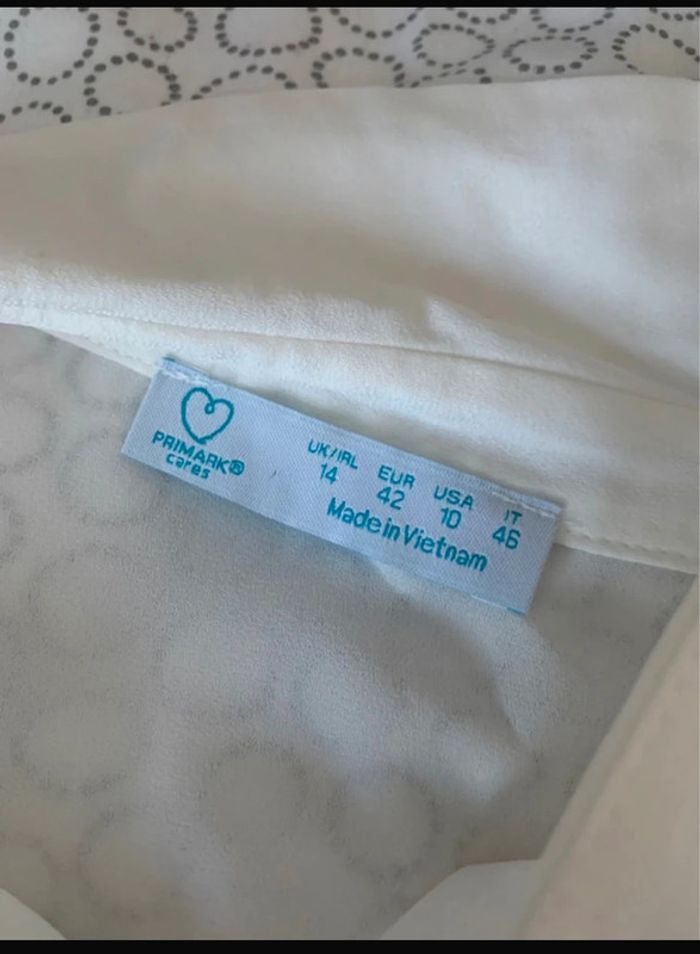 PRIMARK®
cares
UK/IRL EUR USA IT
14 42 10 46
Made in Vietnam